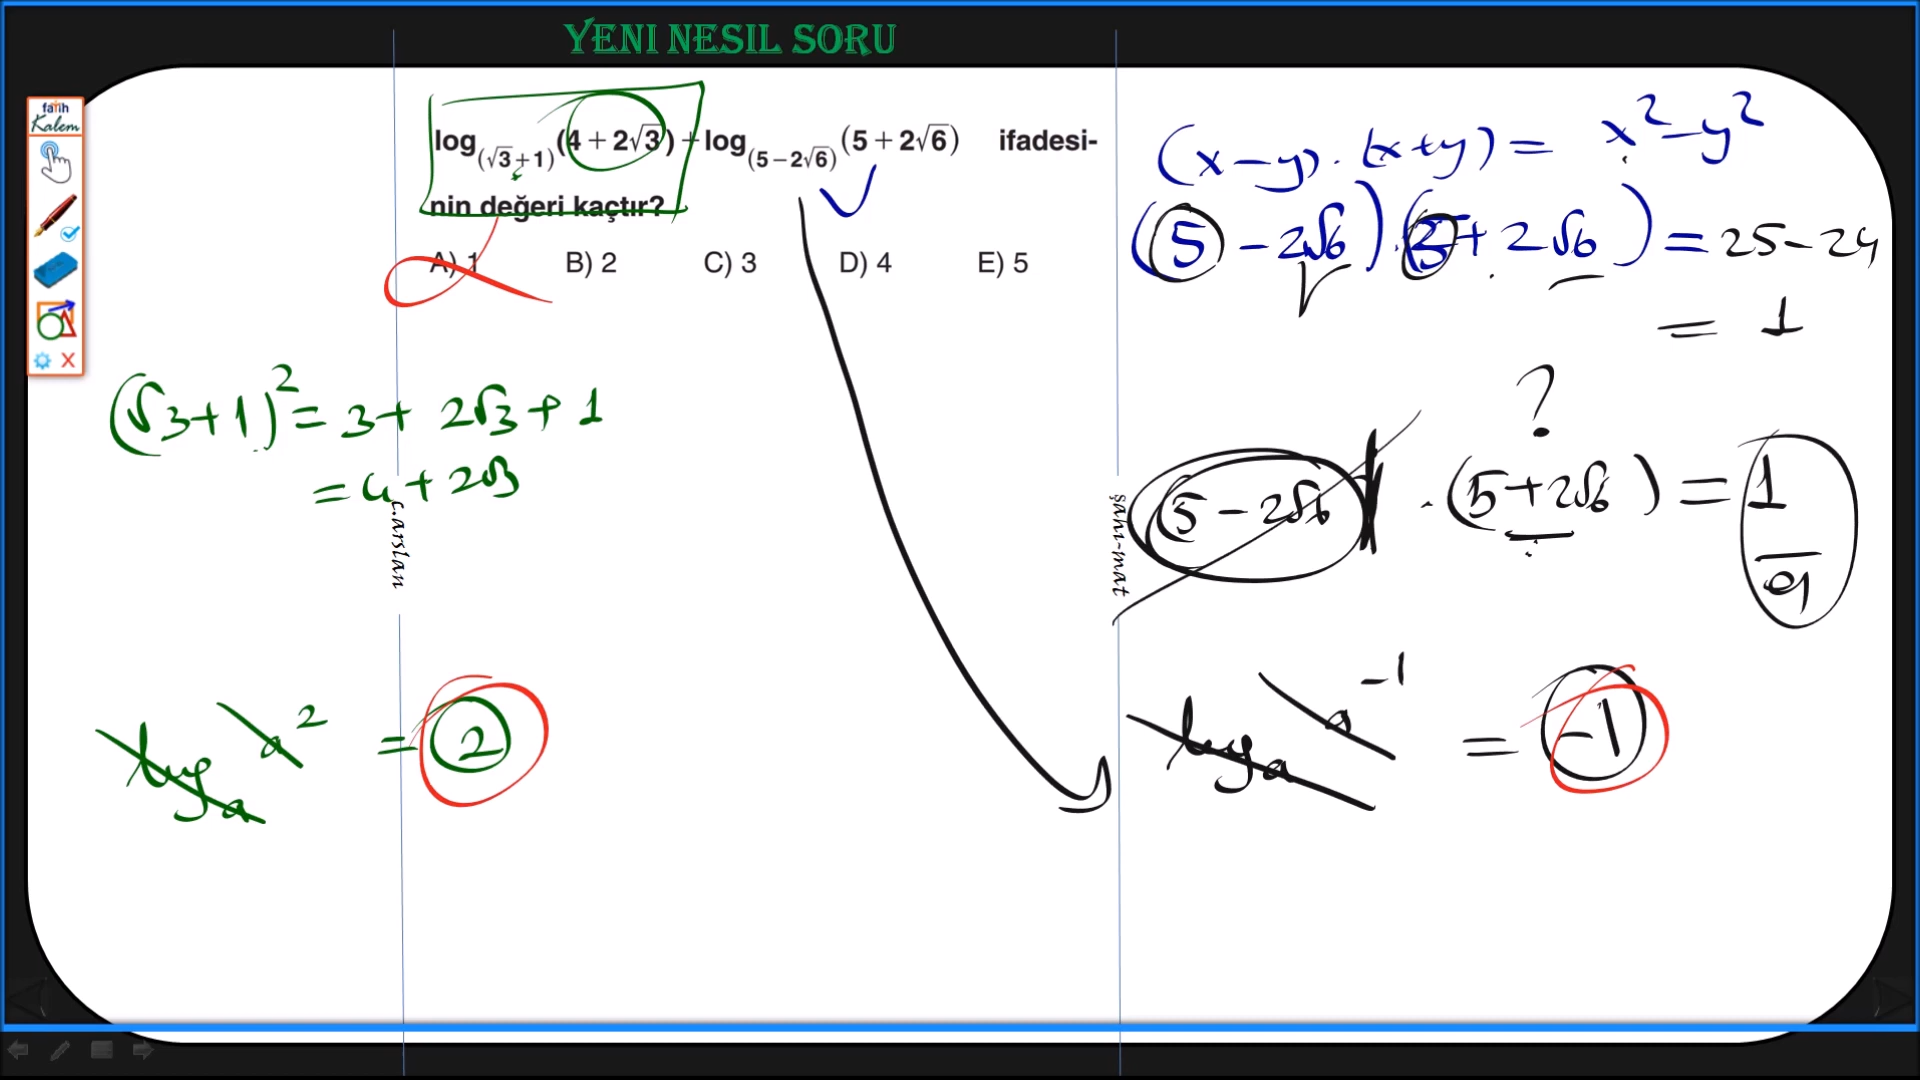 YENI NESIL SORU
fatih
Kalem
log(√3+1)(4+2√3)+log(5−2√6)(5+2√6) ifadesi-
nin değeri kaçtır?
A) 1 B) 2 C) 3 D) 4 E) 5
(x−y).(x+y)= x²−y²
(5−2√6).(5+2√6)=25−24
= 1
(√3+1)²=3+2√3+1
=4+2√3
?
(5−2√6).(5+2√6)=1
a
c.arslan
şahı-mat
log_a a² = 2
log_a a⁻¹ = −1